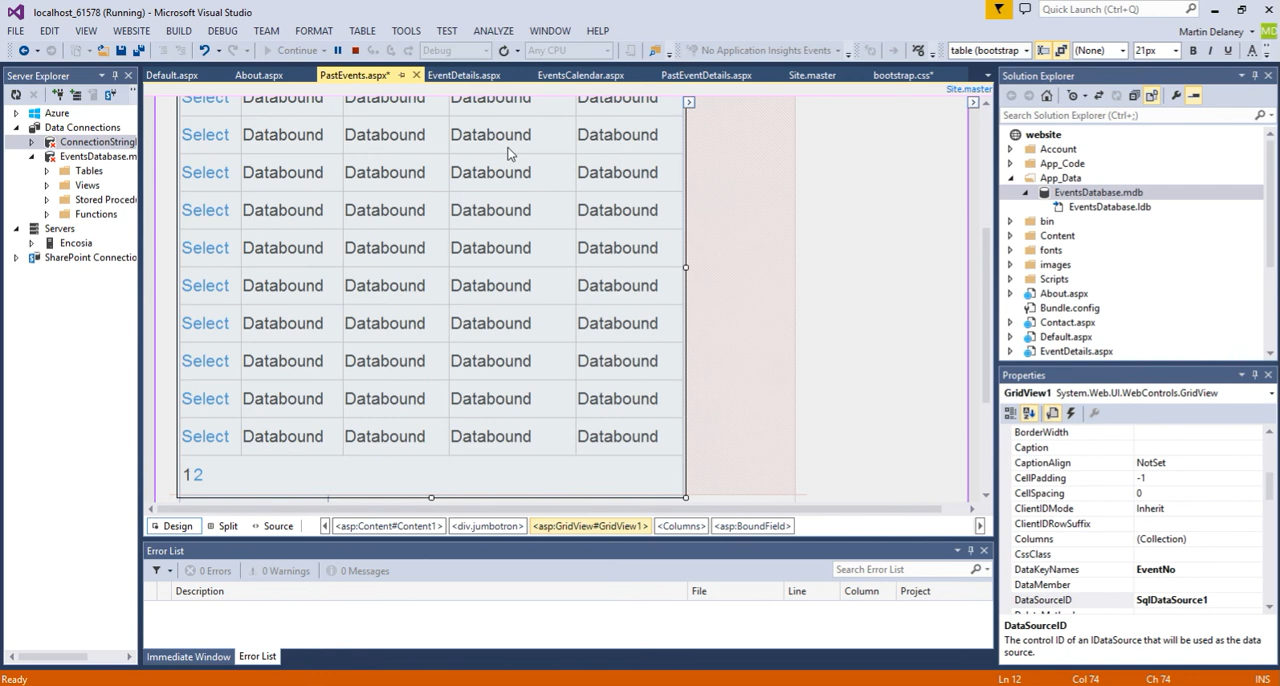 localhost_61578 (Running) - Microsoft Visual Studio
Quick Launch (Ctrl+Q)
FILE EDIT VIEW WEBSITE BUILD DEBUG TEAM FORMAT TABLE TOOLS TEST ANALYZE WINDOW HELP
Martin Delaney MD
Continue Debug Any CPU No Application Insights Events table (bootstrap (None) 21px B I U A
Server Explorer
Default.aspx About.aspx PastEvents.aspx* EventDetails.aspx EventsCalendar.aspx PastEventDetails.aspx Site.master bootstrap.css*
Solution Explorer
Site.master
Azure
Data Connections
ConnectionStringI
EventsDatabase.m
Tables
Views
Stored Proced
Functions
Servers
Encosia
SharePoint Connectio
Select Databound Databound Databound Databound
Select Databound Databound Databound Databound
Select Databound Databound Databound Databound
Select Databound Databound Databound Databound
Select Databound Databound Databound Databound
Select Databound Databound Databound Databound
Select Databound Databound Databound Databound
Select Databound Databound Databound Databound
Select Databound Databound Databound Databound
Select Databound Databound Databound Databound
1 2
Search Solution Explorer (Ctrl+;)
website
Account
App_Code
App_Data
EventsDatabase.mdb
EventsDatabase.ldb
bin
Content
fonts
images
Scripts
About.aspx
Bundle.config
Contact.aspx
Default.aspx
EventDetails.aspx
Design Split Source <asp:Content#Content1> <div.jumbotron> <asp:GridView#GridView1> <Columns> <asp:BoundField>
Properties
GridView1 System.Web.UI.WebControls.GridView
BorderWidth
Caption
CaptionAlign NotSet
CellPadding -1
CellSpacing 0
ClientIDMode Inherit
ClientIDRowSuffix
Columns (Collection)
CssClass
DataKeyNames EventNo
DataMember
DataSourceID SqlDataSource1
DataSourceID
The control ID of an IDataSource that will be used as the data
source.
Error List
0 Errors 0 Warnings 0 Messages
Search Error List
Description File Line Column Project
Immediate Window Error List
Ready Ln 12 Col 74 Ch 74 INS